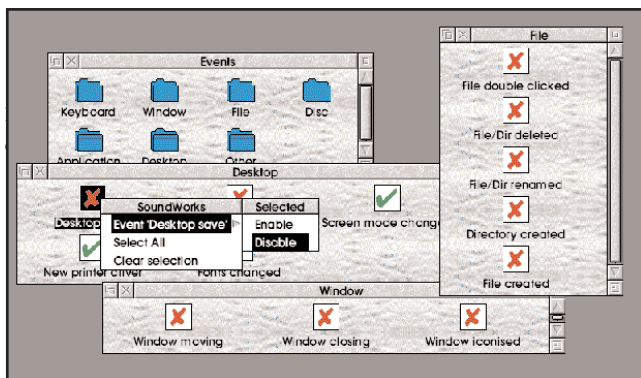 File
File double clicked
File/Dir deleted
File/Dir renamed
Directory created
File created
Events
Keyboard
Window
File
Disc
Application
Desktop
Other
Desktop
Desktop
Screen mode chang
New printer driver
Fonts changed
SoundWorks
Event 'Desktop save'
Select All
Clear selection
Selected
Enable
Disable
Window
Window moving
Window closing
Window iconised